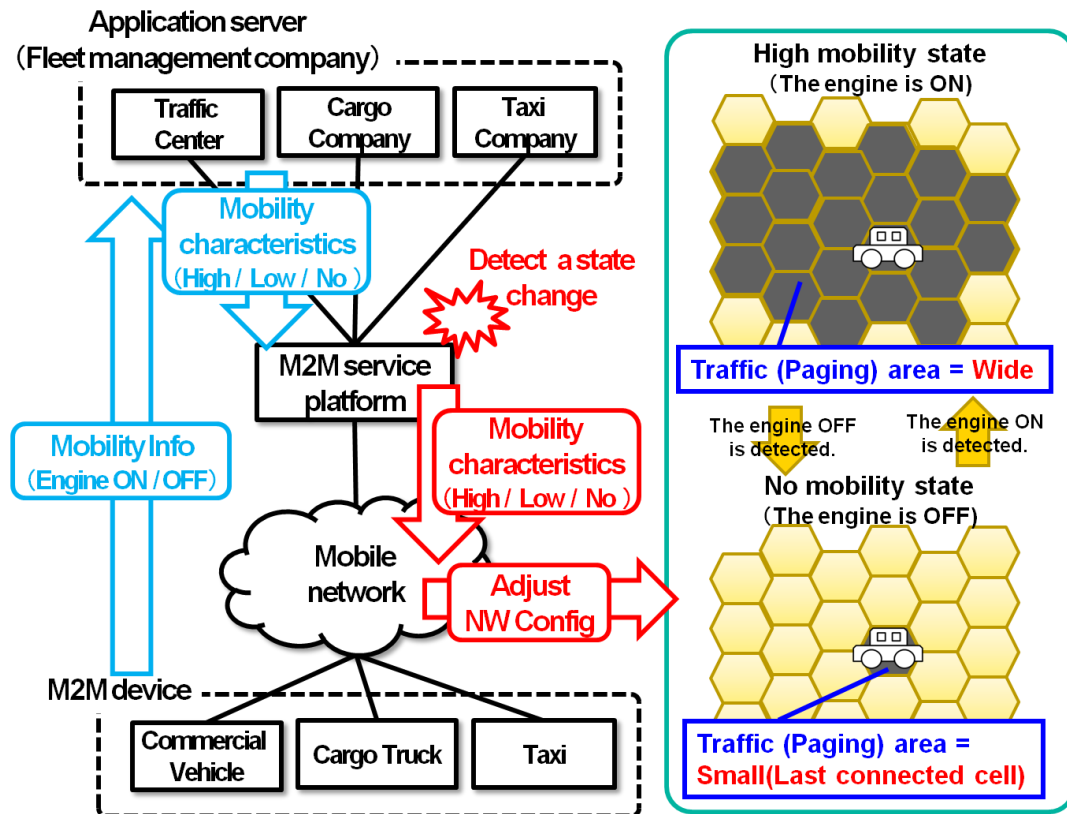 Application server
（Fleet management company）
Traffic
Center
Cargo
Company
Taxi
Company
Mobility
characteristics
（High / Low / No ）
Detect a state
change
M2M service
platform
Mobility Info
（Engine ON / OFF）
Mobility
characteristics
（High / Low / No ）
Mobile
network
Adjust
NW Config
M2M device
Commercial
Vehicle
Cargo Truck
Taxi
High mobility state
（The engine is ON）
Traffic (Paging) area = Wide
The engine OFF
is detected.
The engine ON
is detected.
No mobility state
（The engine is OFF)
Traffic (Paging) area =
Small(Last connected cell)